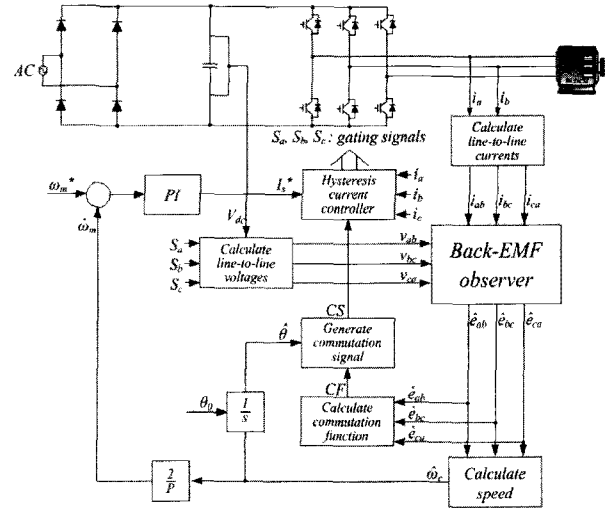 AC
i_a i_b
S_a, S_b, S_c : gating signals
Calculate
line-to-line
currents
ω_m*
PI
I_s*
Hysteresis
current
controller
i_a
i_b
i_c
i_ab i_bc i_ca
ω̂_m
V_dc
S_a
S_b
S_c
Calculate
line-to-line
voltages
v_ab
v_bc
v_ca
Back-EMF
observer
CS
ê_ab ê_bc ê_ca
θ̂
Generate
commutation
signal
CF
θ_0
1/s
Calculate
commutation
function
ê_ab
ê_bc
ê_ca
2/P
ω̂_e
Calculate
speed